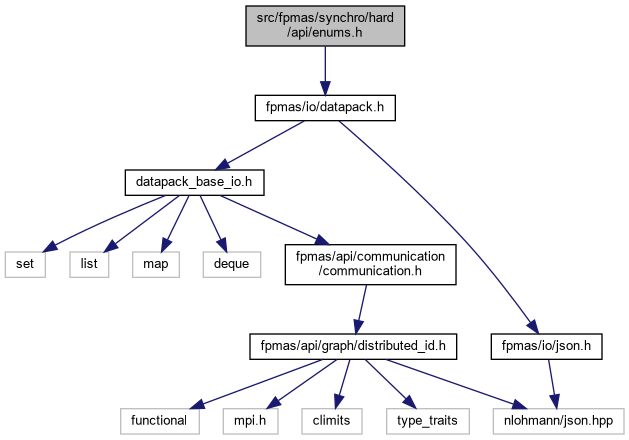 src/fpmas/synchro/hard
/api/enums.h
fpmas/io/datapack.h
datapack_base_io.h
set
list
map
deque
fpmas/api/communication
/communication.h
fpmas/api/graph/distributed_id.h
fpmas/io/json.h
functional
mpi.h
climits
type_traits
nlohmann/json.hpp